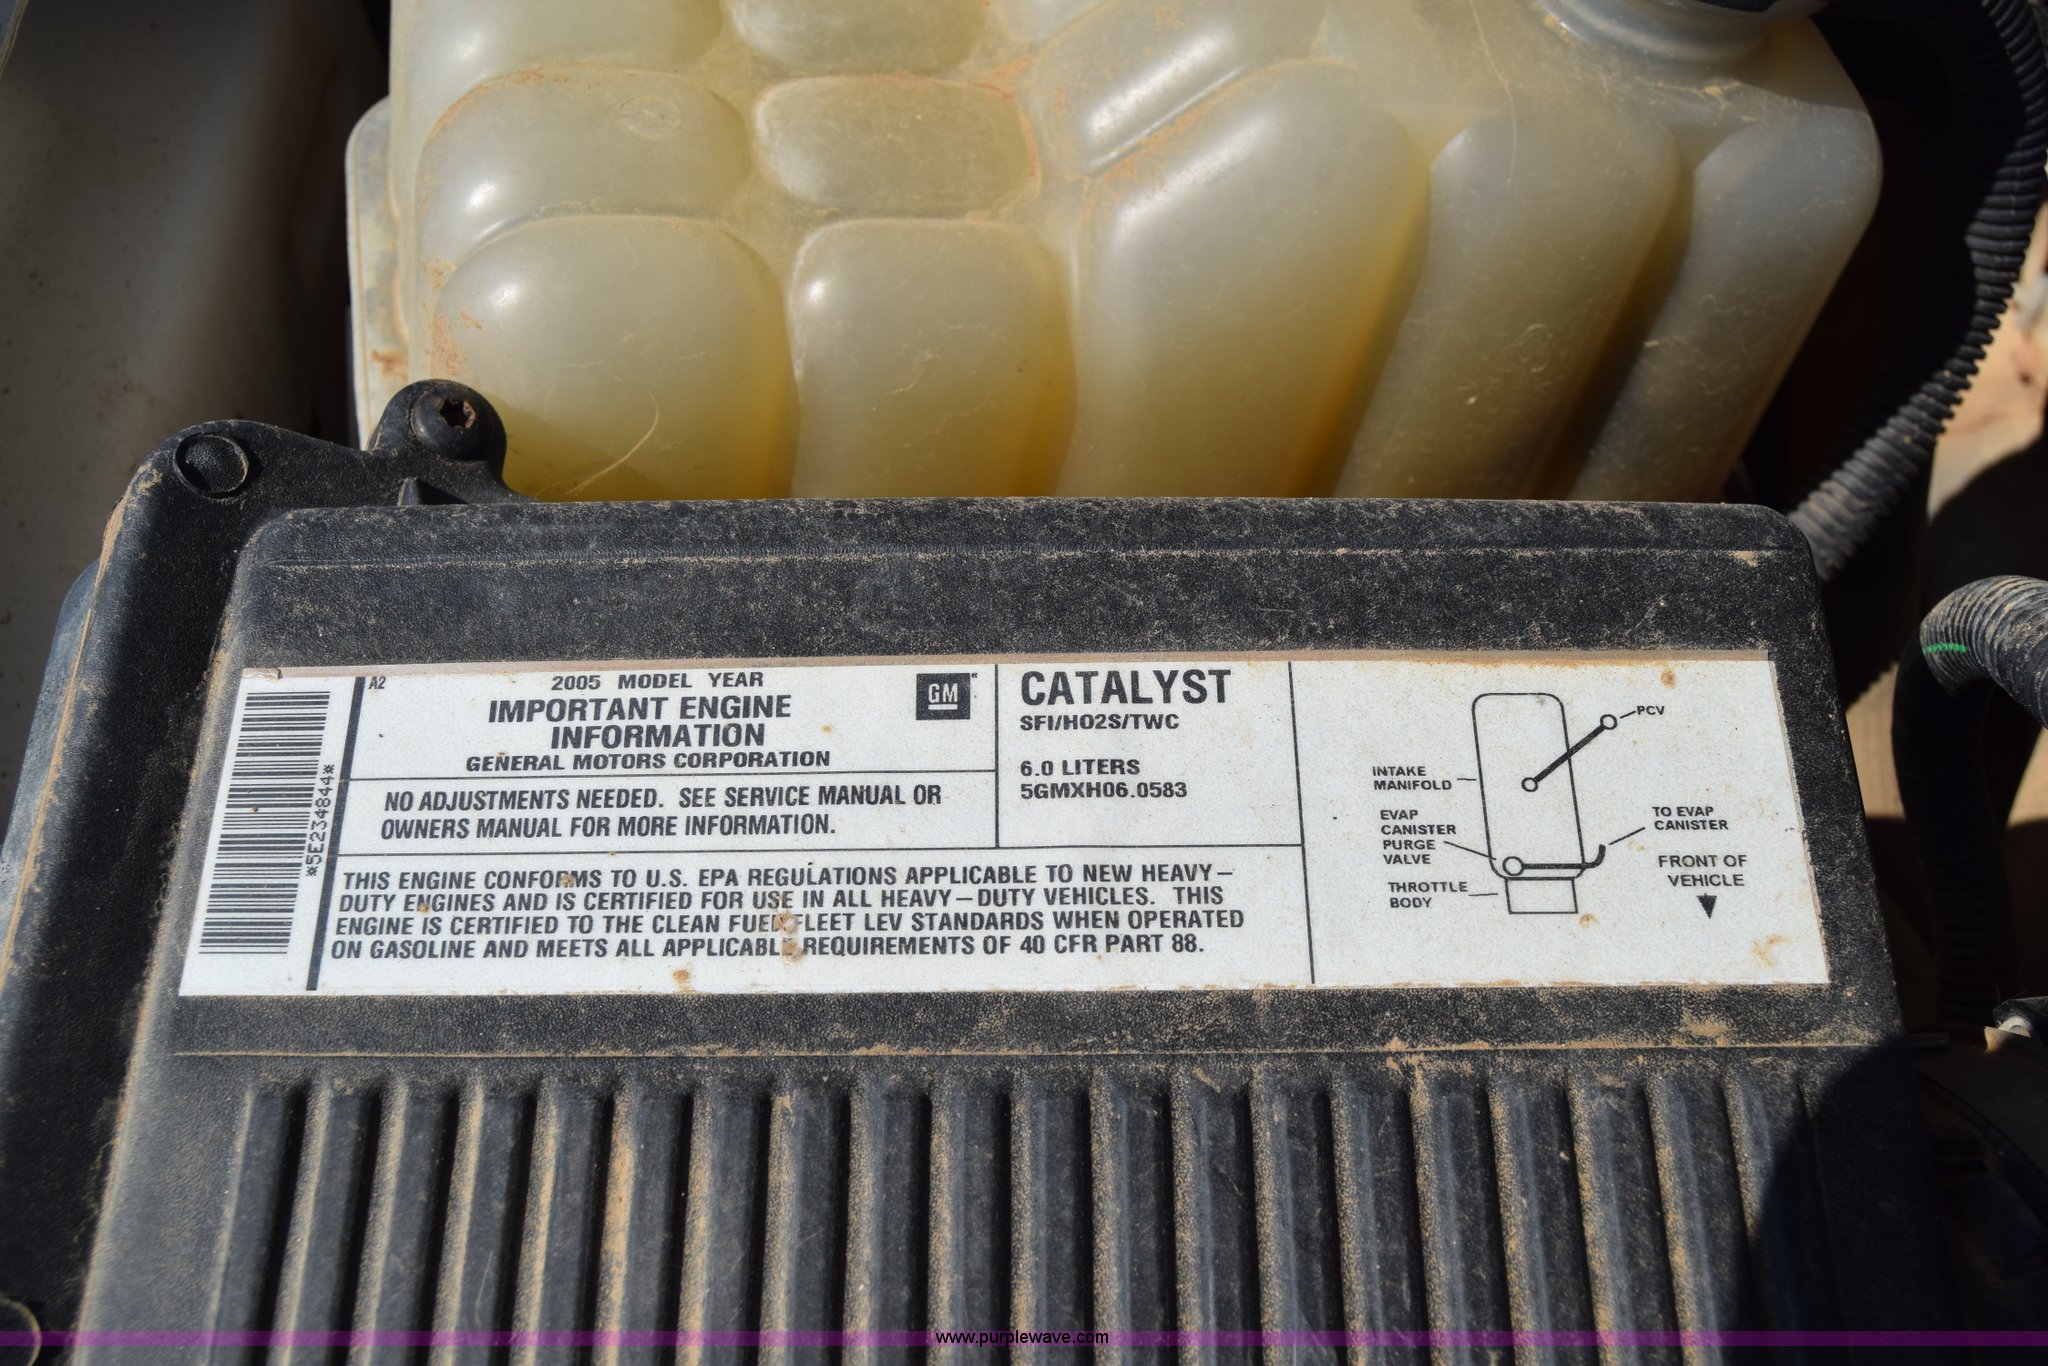 *5E234844*
A2
2005 MODEL YEAR
IMPORTANT ENGINE
INFORMATION
GENERAL MOTORS CORPORATION
GM
NO ADJUSTMENTS NEEDED. SEE SERVICE MANUAL OR
OWNERS MANUAL FOR MORE INFORMATION.
CATALYST
SFI/HO2S/TWC
6.0 LITERS
5GMXH06.0583
THIS ENGINE CONFORMS TO U.S. EPA REGULATIONS APPLICABLE TO NEW HEAVY-
DUTY ENGINES AND IS CERTIFIED FOR USE IN ALL HEAVY-DUTY VEHICLES. THIS
ENGINE IS CERTIFIED TO THE CLEAN FUEL FLEET LEV STANDARDS WHEN OPERATED
ON GASOLINE AND MEETS ALL APPLICABLE REQUIREMENTS OF 40 CFR PART 88.
PCV
INTAKE
MANIFOLD
EVAP
CANISTER
PURGE
VALVE
THROTTLE
BODY
TO EVAP
CANISTER
FRONT OF
VEHICLE
www.purplewave.com